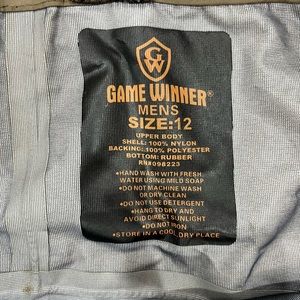 GW
GAME WINNER®
MENS
SIZE:12
UPPER BODY
SHELL: 100% NYLON
BACKING: 100% POLYESTER
BOTTOM: RUBBER
RN#098223
•HAND WASH WITH FRESH
WATER USING MILD SOAP
•DO NOT MACHINE WASH
OR DRY CLEAN
•DO NOT USE DETERGENT
•HANG TO DRY AND
AVOID DIRECT SUNLIGHT
•DO NOT IRON
•STORE IN A COOL DRY PLACE